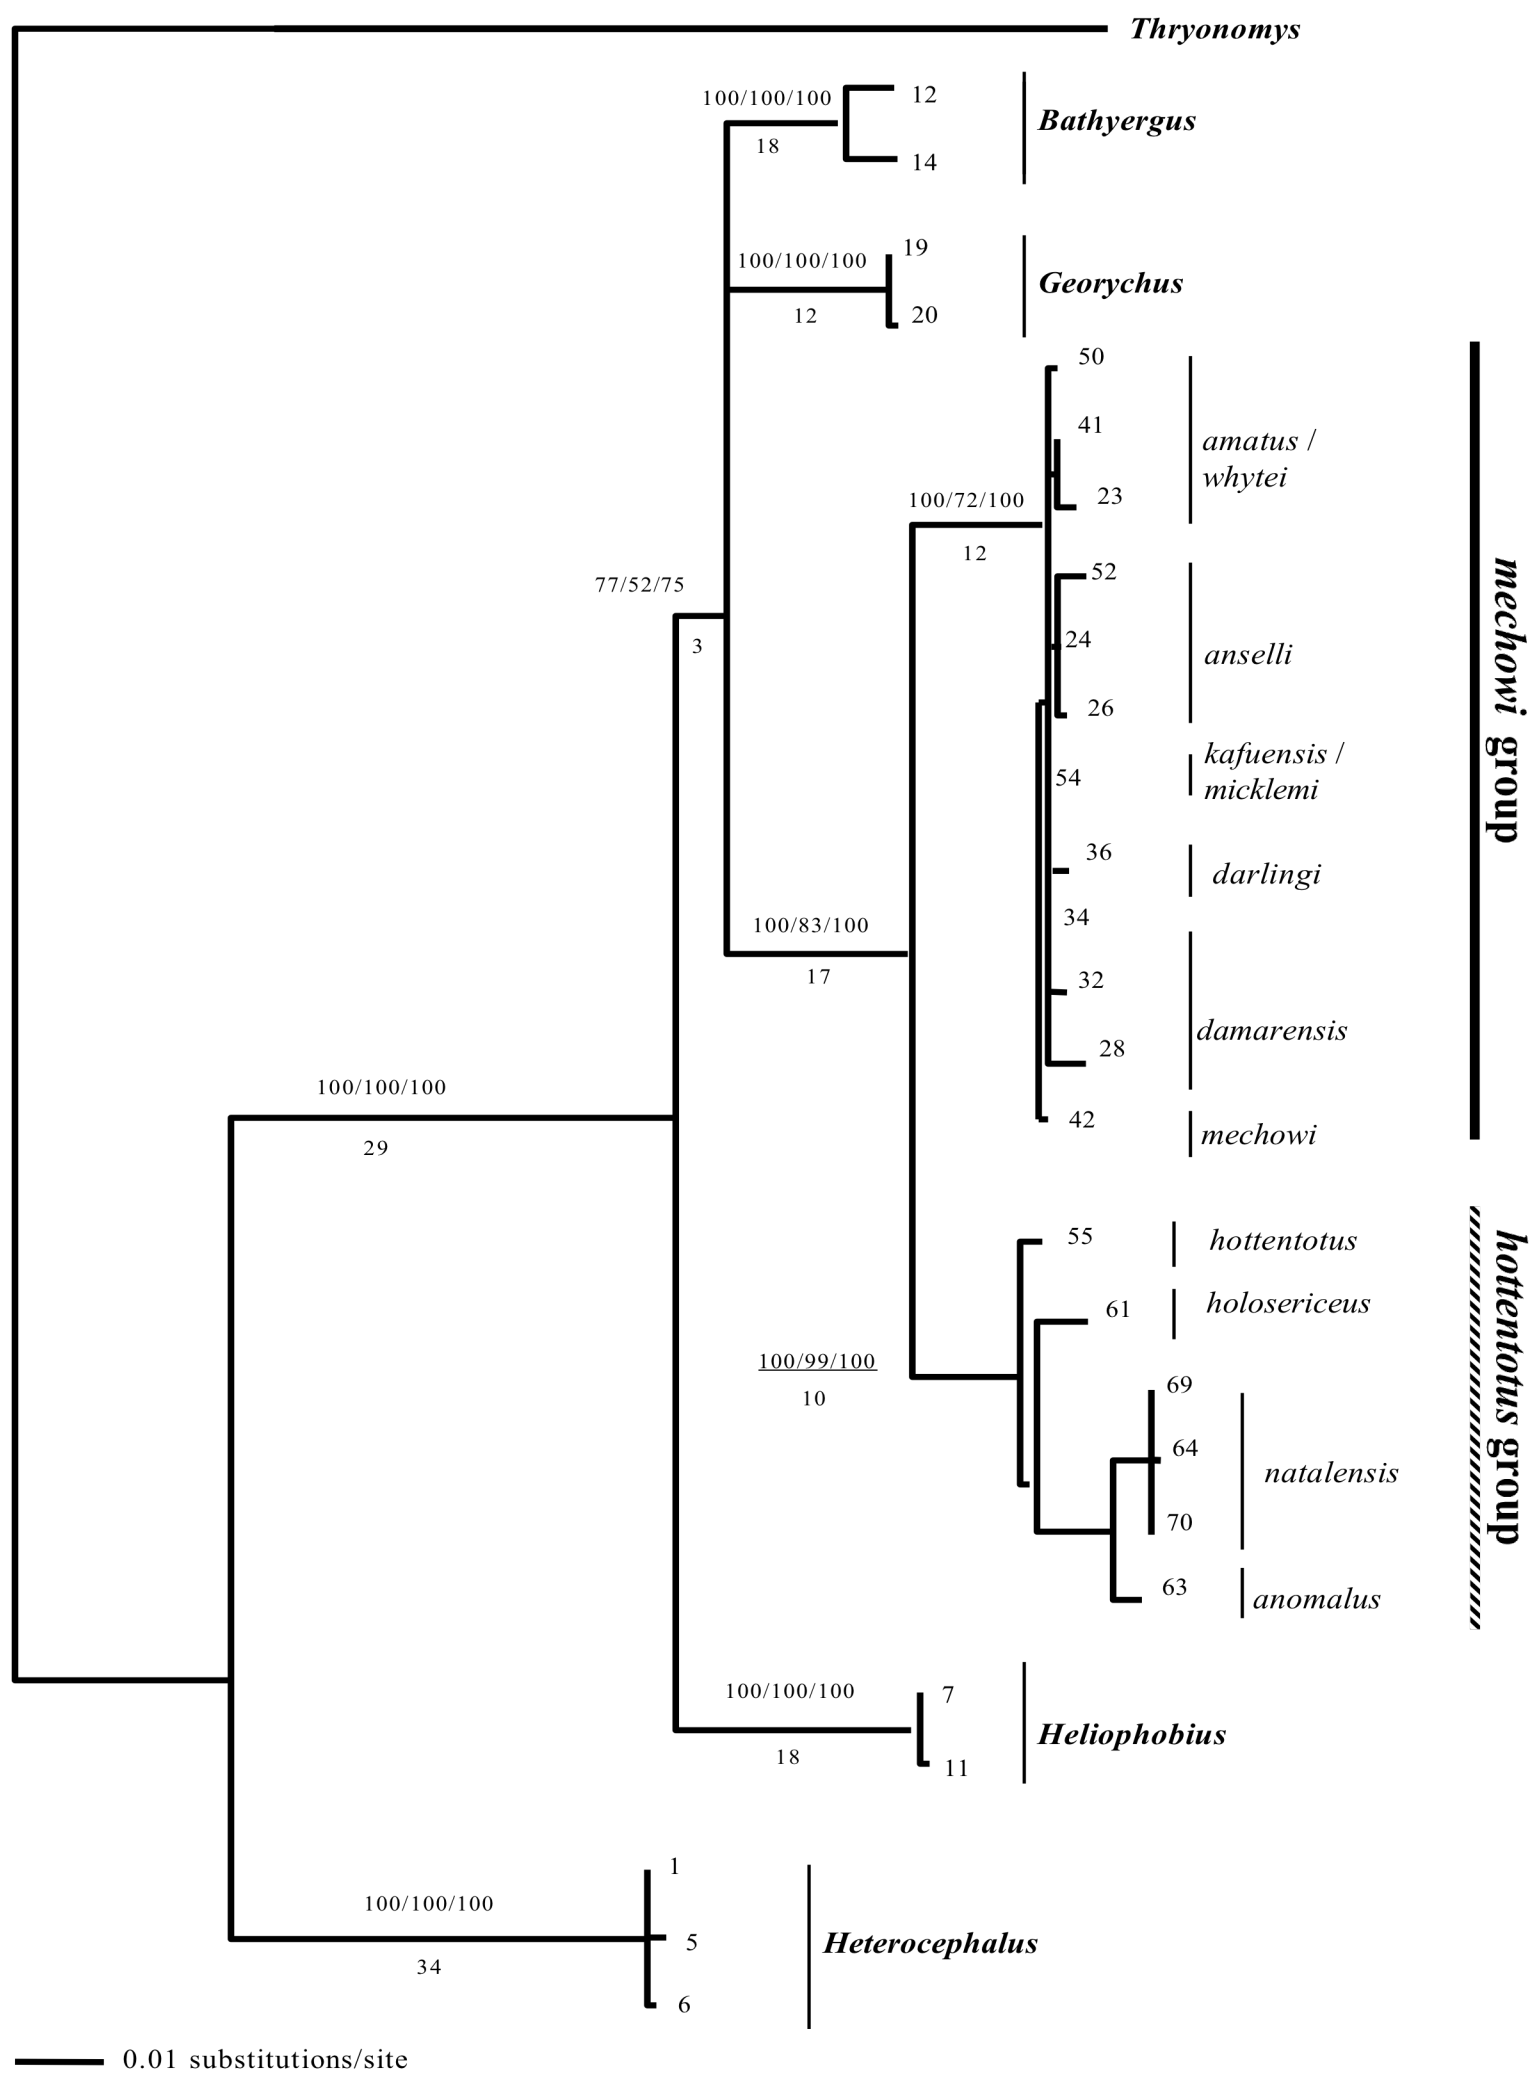 Thryonomys
100/100/100
18
12
14
Bathyergus
100/100/100
12
19
20
Georychus
50
41
23
amatus /
whytei
100/72/100
12
52
24
26
anselli
77/52/75
3
54
kafuensis /
micklemi
36
darlingi
34
32
28
damarensis
100/83/100
17
42
mechowi
mechowi group
100/100/100
29
55
hottentotus
61
holosericeus
100/99/100
10
69
64
70
natalensis
63
anomalus
hottentotus group
100/100/100
18
7
11
Heliophobius
100/100/100
34
1
5
6
Heterocephalus
0.01 substitutions/site